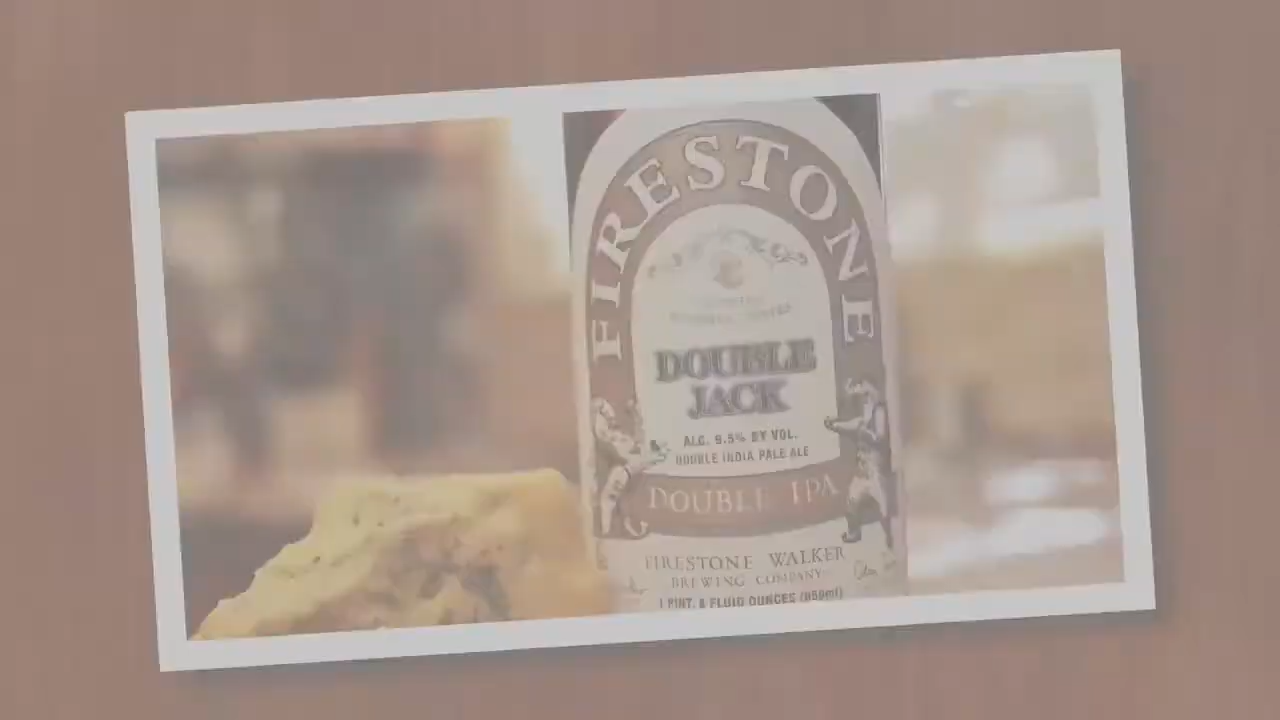 FIRESTONE
DOUBLE
JACK
ALC. 9.5% BY VOL.
DOUBLE INDIA PALE ALE
DOUBLE IPA
FIRESTONE WALKER
BREWING COMPANY
1 PINT, 6 FLUID OUNCES (650ml)